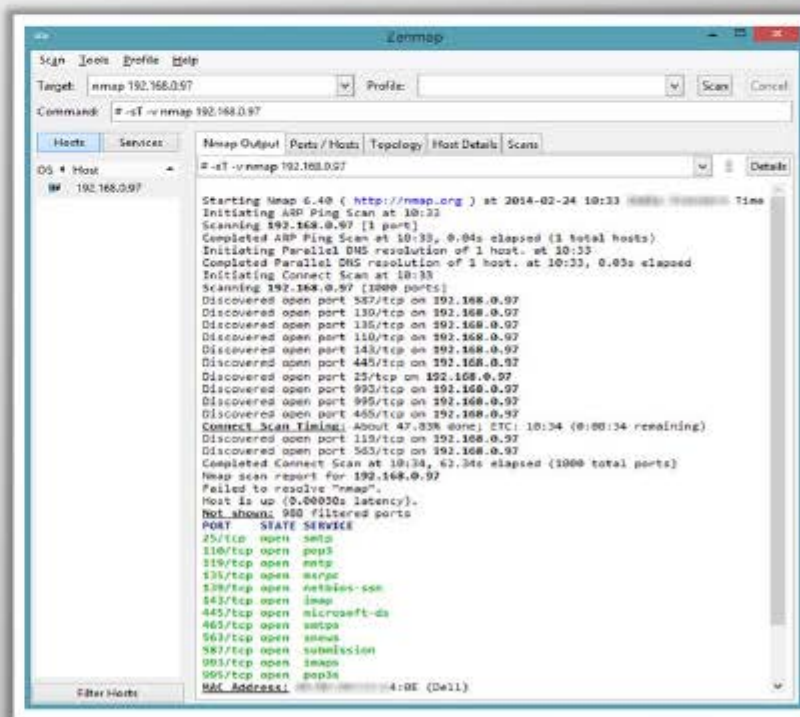 Zenmap
Scan Tools Profile Help
Target: nmap 192.168.0.97 Profile: Scan Cancel
Command: # -sT -v nmap 192.168.0.97
Hosts Services Nmap Output Ports / Hosts Topology Host Details Scans
OS Host # -sT -v nmap 192.168.0.97 Details
192.168.0.97
Starting Nmap 6.40 ( http://nmap.org ) at 2014-02-24 10:33 Time
Initiating ARP Ping Scan at 10:33
Scanning 192.168.0.97 [1 port]
Completed ARP Ping Scan at 10:33, 0.04s elapsed (1 total hosts)
Initiating Parallel DNS resolution of 1 host. at 10:33
Completed Parallel DNS resolution of 1 host. at 10:33, 0.03s elapsed
Initiating Connect Scan at 10:33
Scanning 192.168.0.97 [1000 ports]
Discovered open port 587/tcp on 192.168.0.97
Discovered open port 139/tcp on 192.168.0.97
Discovered open port 135/tcp on 192.168.0.97
Discovered open port 110/tcp on 192.168.0.97
Discovered open port 143/tcp on 192.168.0.97
Discovered open port 445/tcp on 192.168.0.97
Discovered open port 25/tcp on 192.168.0.97
Discovered open port 993/tcp on 192.168.0.97
Discovered open port 995/tcp on 192.168.0.97
Discovered open port 465/tcp on 192.168.0.97
Connect Scan Timing: About 47.83% done; ETC: 10:34 (0:00:34 remaining)
Discovered open port 119/tcp on 192.168.0.97
Discovered open port 563/tcp on 192.168.0.97
Completed Connect Scan at 10:34, 62.34s elapsed (1000 total ports)
Nmap scan report for 192.168.0.97
Failed to resolve "nmap".
Host is up latency).
Not shown: 988 filtered ports
PORT STATE SERVICE
25/tcp open smtp
110/tcp open pop3
119/tcp open nntp
135/tcp open msrpc
139/tcp open netbios-ssn
143/tcp open imap
445/tcp open microsoft-ds
465/tcp open smtps
563/tcp open snews
587/tcp open submission
993/tcp open imaps
995/tcp open pop3s
MAC Address: 4:0E (Dell)
Filter Hosts